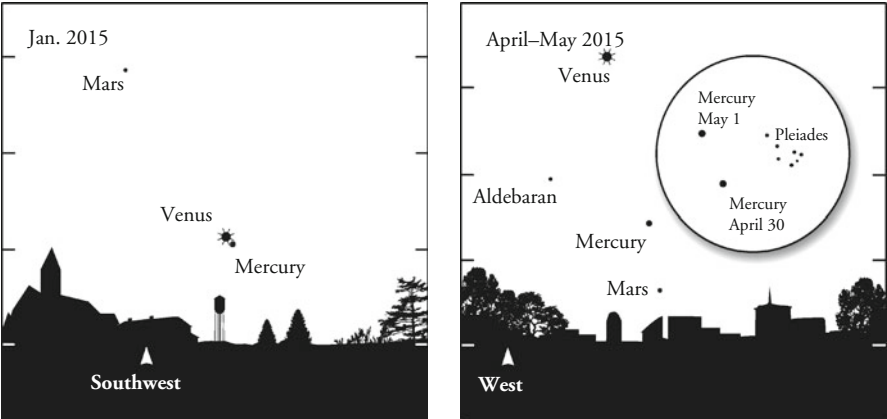 Jan. 2015
Mars
Venus
Mercury
Southwest
April–May 2015
Venus
Mercury
May 1
Pleiades
Mercury
April 30
Aldebaran
Mercury
Mars
West